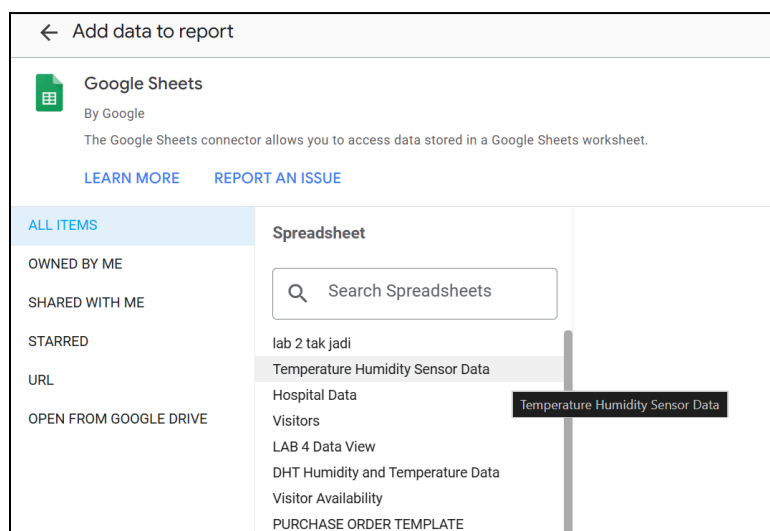 Add data to report
Google Sheets
By Google
The Google Sheets connector allows you to access data stored in a Google Sheets worksheet.
LEARN MORE REPORT AN ISSUE
ALL ITEMS
OWNED BY ME
SHARED WITH ME
STARRED
URL
OPEN FROM GOOGLE DRIVE
Spreadsheet
Search Spreadsheets
lab 2 tak jadi
Temperature Humidity Sensor Data
Hospital Data
Temperature Humidity Sensor Data
Visitors
LAB 4 Data View
DHT Humidity and Temperature Data
Visitor Availability
PURCHASE ORDER TEMPLATE